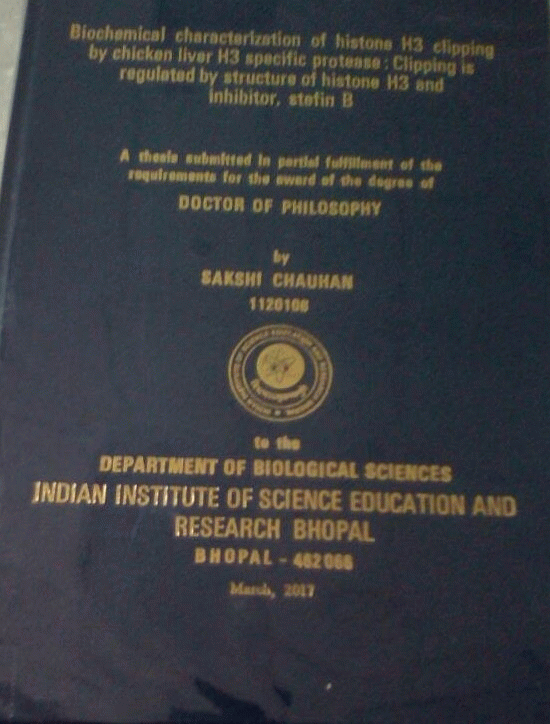 Biochemical characterization of histone H3 clipping
by chicken liver H3 specific protease : Clipping is
regulated by structure of histone H3 and
inhibitor, stefin B
A thesis submitted in partial fulfillment of the
requirements for the award of the degree of
DOCTOR OF PHILOSOPHY
by
SAKSHI CHAUHAN
1120106
to the
DEPARTMENT OF BIOLOGICAL SCIENCES
INDIAN INSTITUTE OF SCIENCE EDUCATION AND
RESEARCH BHOPAL
BHOPAL - 462 066
March, 2017